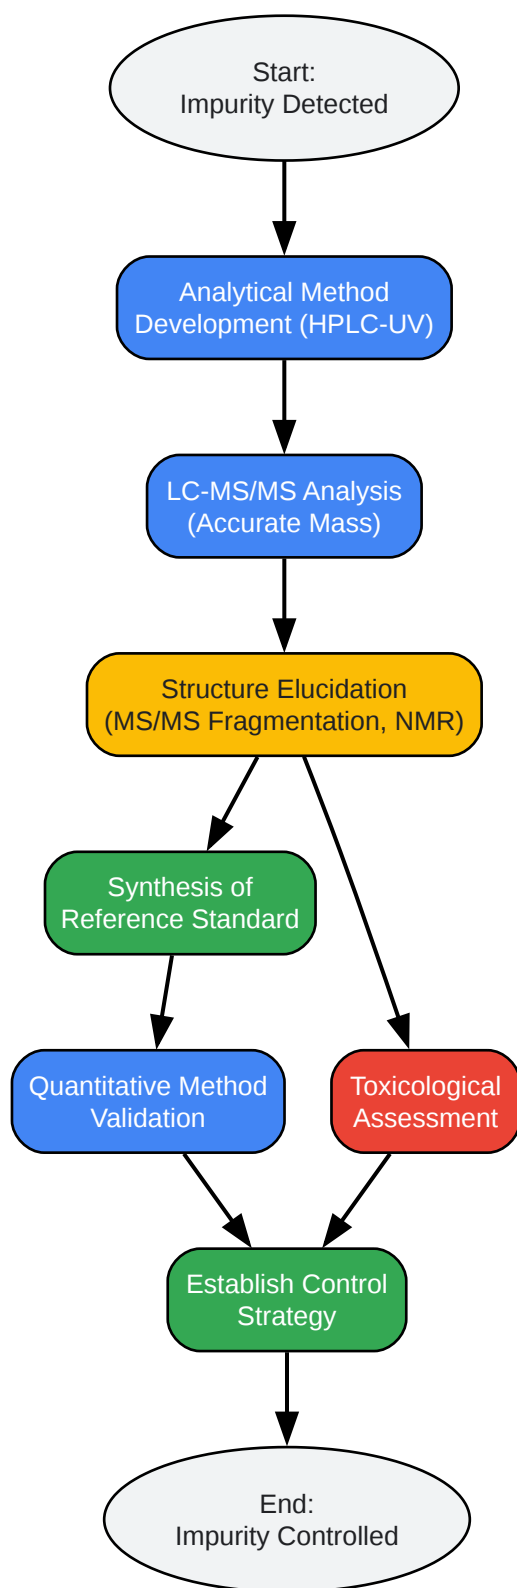 Start:
Impurity Detected
Analytical Method
Development (HPLC-UV)
LC-MS/MS Analysis
(Accurate Mass)
Structure Elucidation
(MS/MS Fragmentation, NMR)
Synthesis of
Reference Standard
Quantitative Method
Validation
Toxicological
Assessment
Establish Control
Strategy
End:
Impurity Controlled